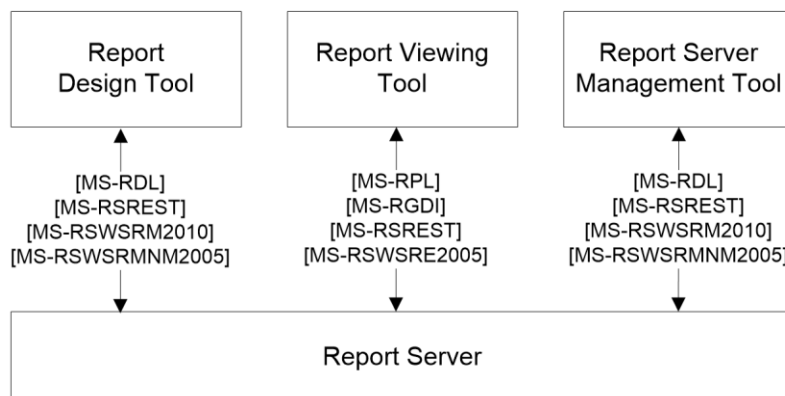 Report
Design Tool
Report Viewing
Tool
Report Server
Management Tool
[MS-RDL]
[MS-RSREST]
[MS-RSWSRM2010]
[MS-RSWSRMNM2005]
[MS-RPL]
[MS-RGDI]
[MS-RSREST]
[MS-RSWSRE2005]
[MS-RDL]
[MS-RSREST]
[MS-RSWSRM2010]
[MS-RSWSRMNM2005]
Report Server